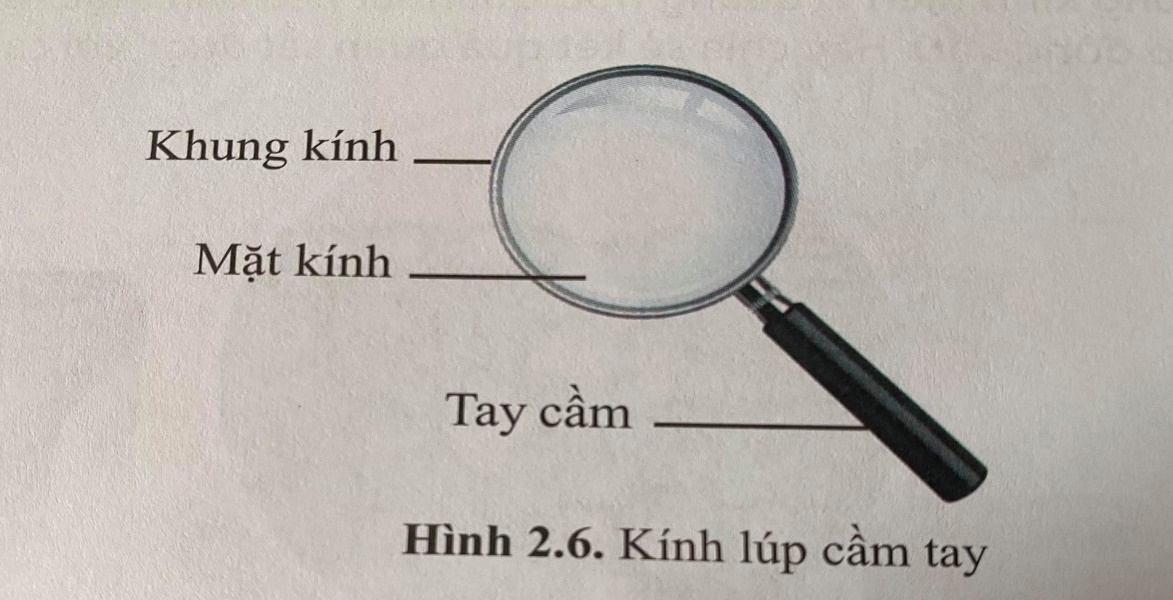 Khung kính
Mặt kính
Tay cầm
Hình 2.6. Kính lúp cầm tay